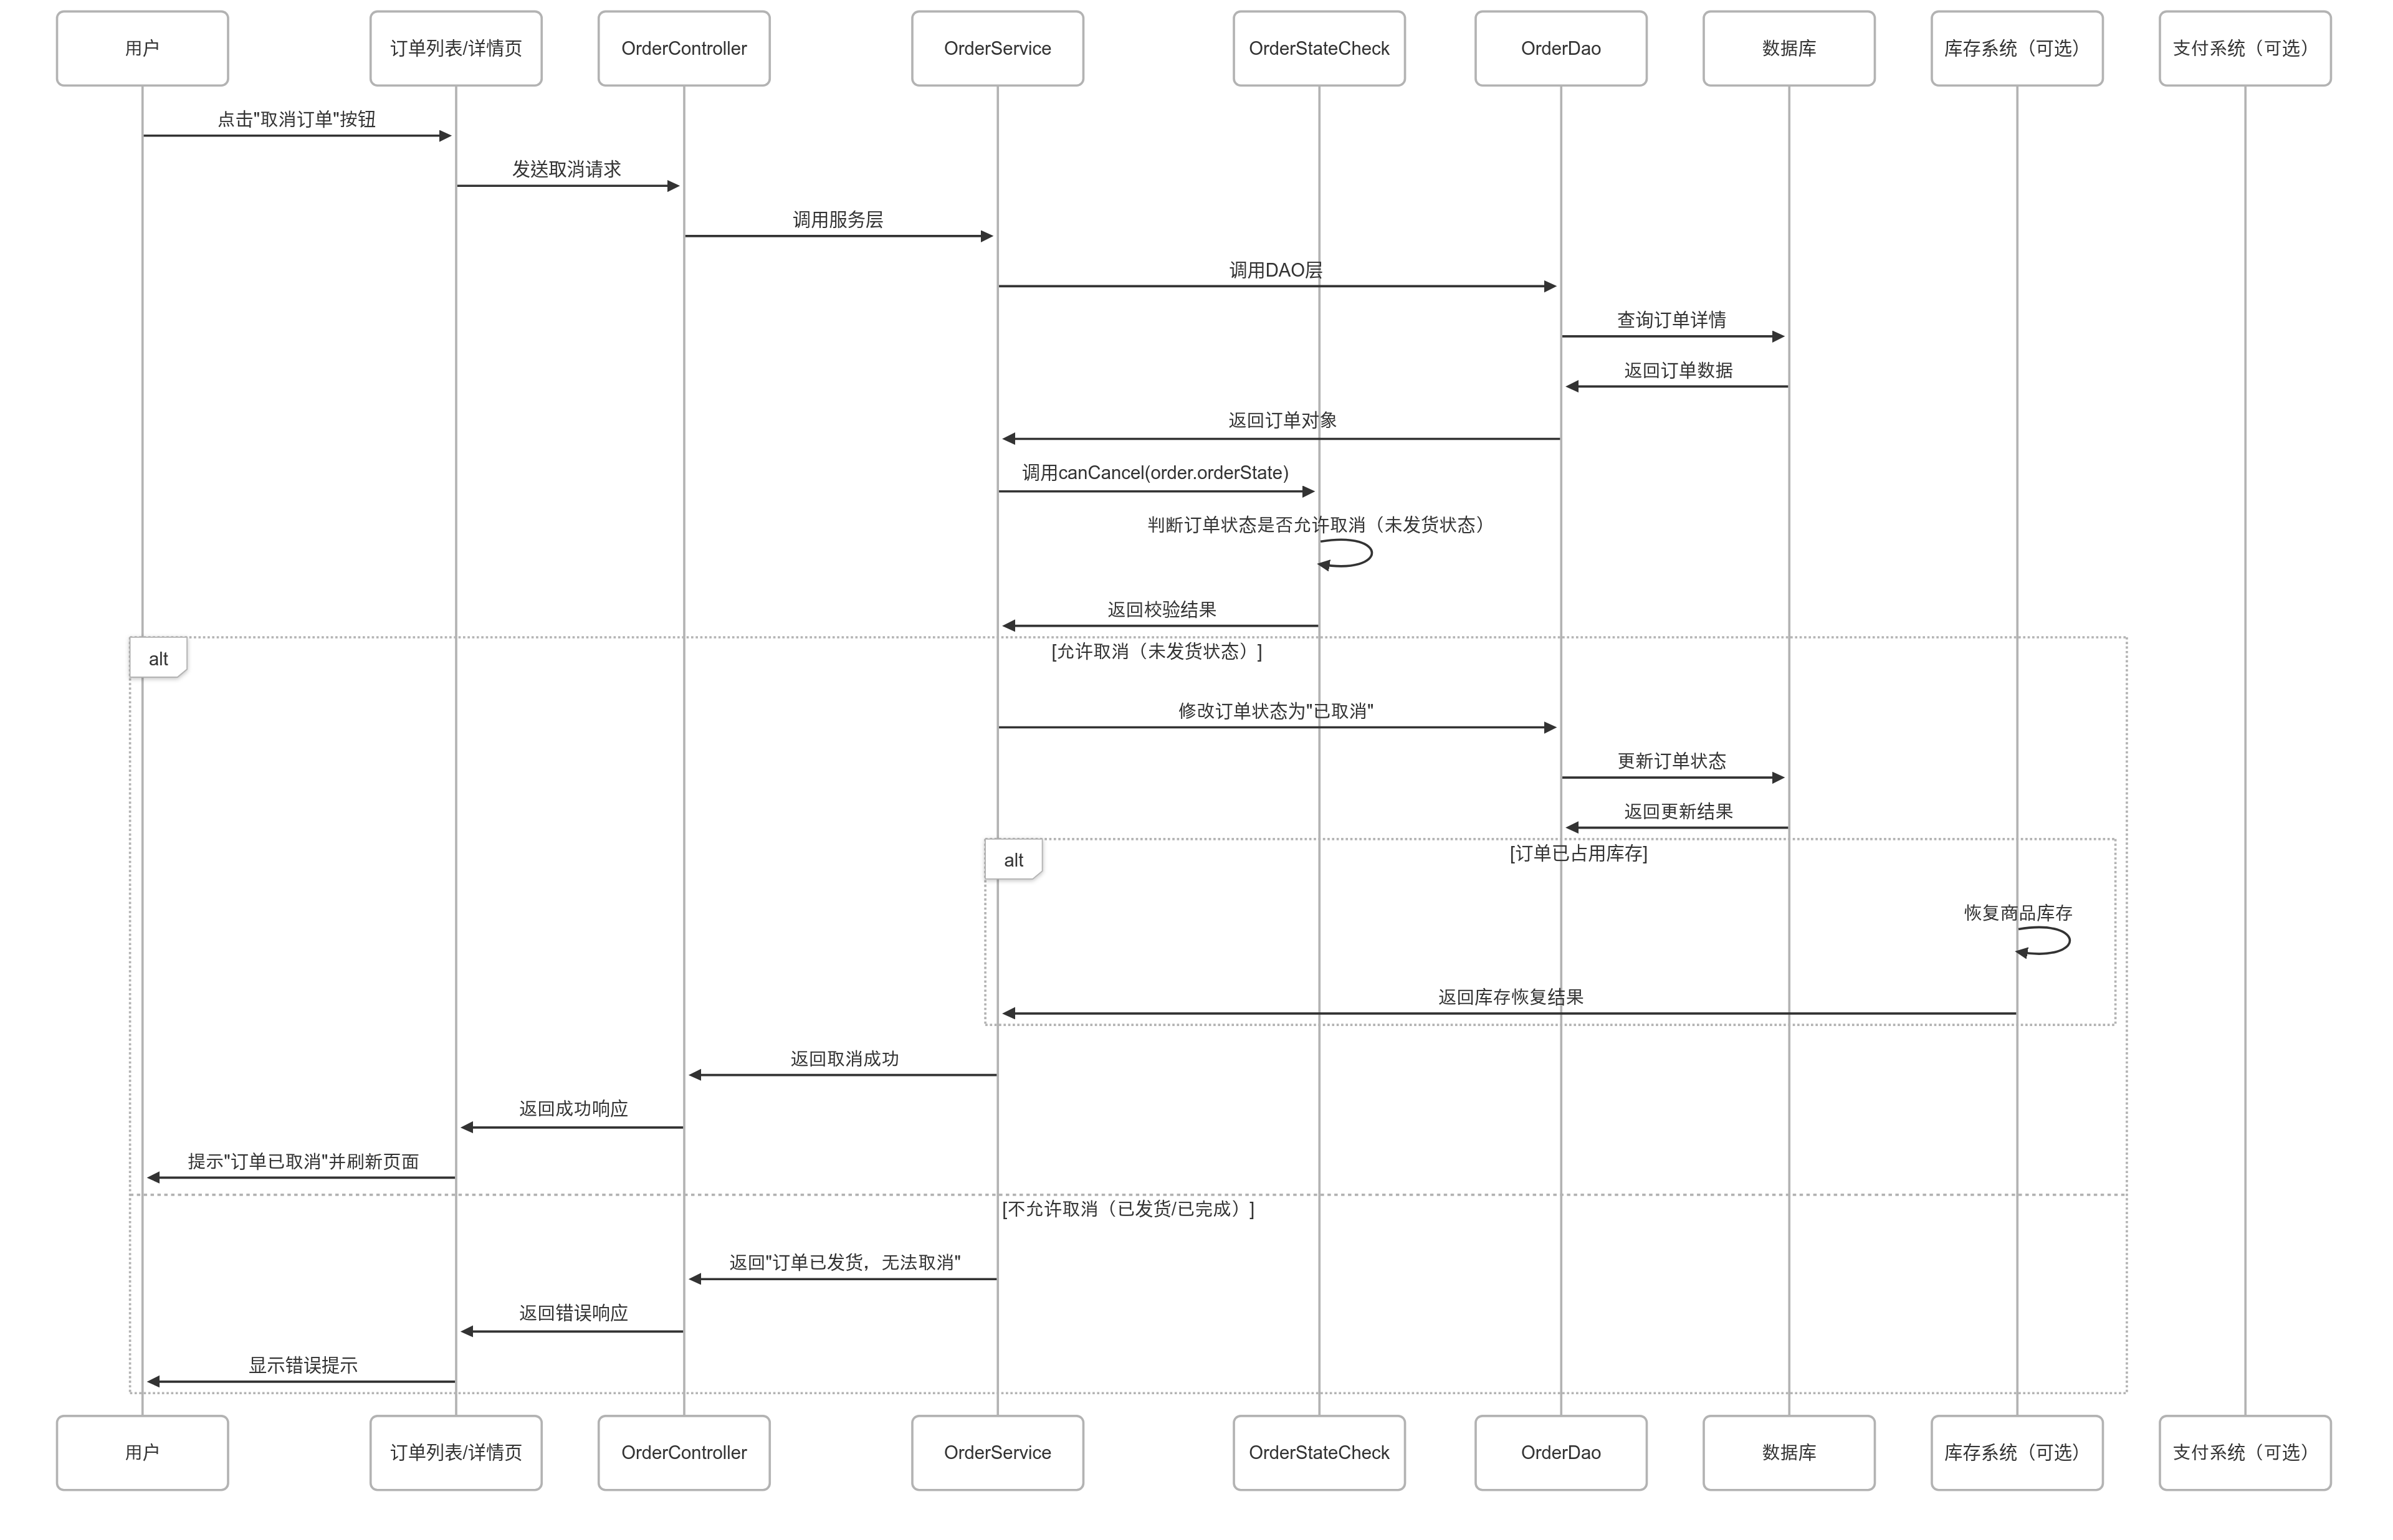 用户
订单列表/详情页
OrderController
OrderService
OrderStateCheck
OrderDao
数据库
库存系统（可选）
支付系统（可选）
点击"取消订单"按钮
发送取消请求
调用服务层
调用DAO层
查询订单详情
返回订单数据
返回订单对象
调用canCancel(order.orderState)
判断订单状态是否允许取消（未发货状态）
返回校验结果
alt
[允许取消（未发货状态）]
修改订单状态为"已取消"
更新订单状态
返回更新结果
alt
[订单已占用库存]
恢复商品库存
返回库存恢复结果
返回取消成功
返回成功响应
提示"订单已取消"并刷新页面
[不允许取消（已发货/已完成）]
返回"订单已发货，无法取消"
返回错误响应
显示错误提示
用户
订单列表/详情页
OrderController
OrderService
OrderStateCheck
OrderDao
数据库
库存系统（可选）
支付系统（可选）